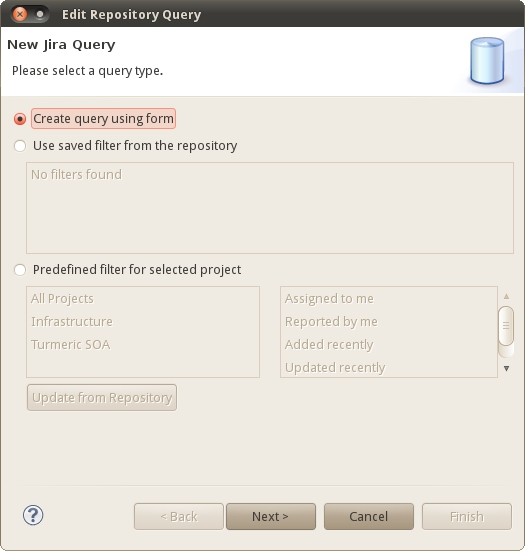 Edit Repository Query
New Jira Query
Please select a query type.
Create query using form
Use saved filter from the repository
No filters found
Predefined filter for selected project
All Projects
Infrastructure
Turmeric SOA
Assigned to me
Reported by me
Added recently
Updated recently
Update from Repository
?
< Back
Next >
Cancel
Finish